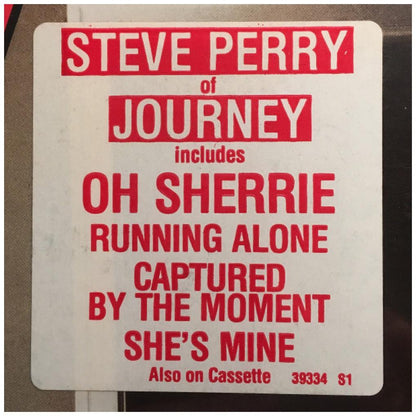 STEVE PERRY
of
JOURNEY
includes
OH SHERRIE
RUNNING ALONE
CAPTURED
BY THE MOMENT
SHE'S MINE
Also on Cassette 39334 S1